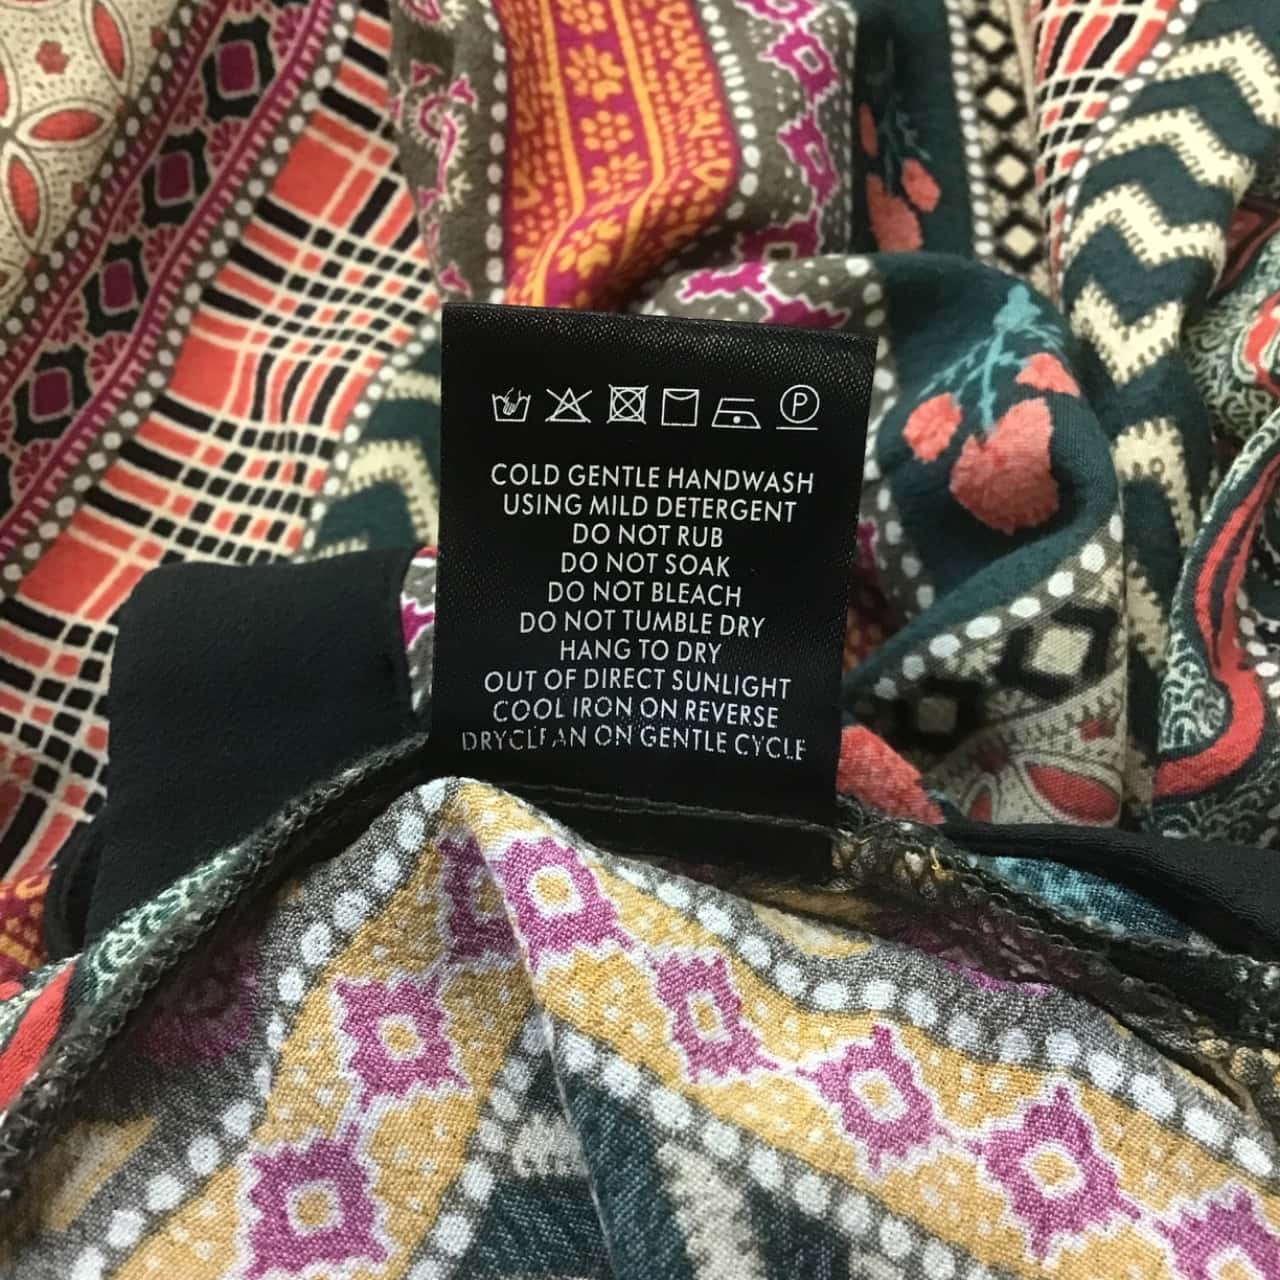 P
COLD GENTLE HANDWASH
USING MILD DETERGENT
DO NOT RUB
DO NOT SOAK
DO NOT BLEACH
DO NOT TUMBLE DRY
HANG TO DRY
OUT OF DIRECT SUNLIGHT
COOL IRON ON REVERSE
DRYCLEAN ON GENTLE CYCLE